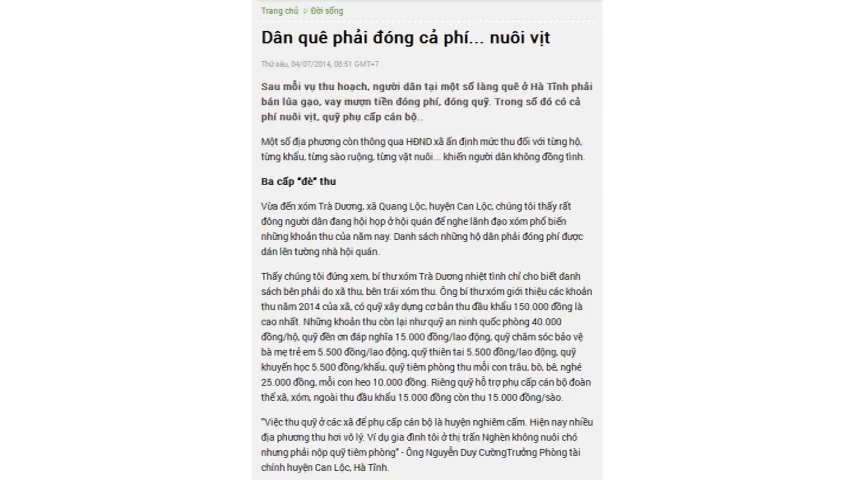 Trang chủ > Đời sống
Dân quê phải đóng cả phí... nuôi vịt
Thứ sáu, 04/07/2014, 08:51 GMT+7
Sau mỗi vụ thu hoạch, người dân tại một số làng quê ở Hà Tĩnh phải
bán lúa gạo, vay mượn tiền đóng phí, đóng quỹ. Trong số đó có cả
phí nuôi vịt, quỹ phụ cấp cán bộ..
Một số địa phương còn thông qua HĐND xã ấn định mức thu đối với từng hộ,
từng khẩu, từng sào ruộng, từng vật nuôi... khiến người dân không đồng tình.
Ba cấp "đè" thu
Vừa đến xóm Trà Dương, xã Quang Lộc, huyện Can Lộc, chúng tôi thấy rất
đông người dân đang hội họp ở hội quán để nghe lãnh đạo xóm phổ biến
những khoản thu của năm nay. Danh sách những hộ dân phải đóng phí được
dán lên tường nhà hội quán.
Thấy chúng tôi đứng xem, bí thư xóm Trà Dương nhiệt tình chỉ cho biết danh
sách bên phải do xã thu, bên trái xóm thu. Ông bí thư xóm giới thiệu các khoản
thu năm 2014 của xã, có quỹ xây dựng cơ bản thu đầu khẩu 150.000 đồng là
cao nhất. Những khoản thu còn lại như quỹ an ninh quốc phòng 40.000
đồng/hộ, quỹ đền ơn đáp nghĩa 15.000 đồng/lao động, quỹ chăm sóc bảo vệ
bà mẹ trẻ em 5.500 đồng/lao động, quỹ thiên tai 5.500 đồng/lao động, quỹ
khuyến học 5.500 đồng/khẩu, quỹ tiêm phòng thu mỗi con trâu, bò, bê, nghé
25.000 đồng, mỗi con heo 10.000 đồng. Riêng quỹ hỗ trợ phụ cấp cán bộ đoàn
thể xã, xóm, ngoài thu đầu khẩu 15.000 đồng còn thu 15.000 đồng/sào.
"Việc thu quỹ ở các xã để phụ cấp cán bộ là huyện nghiêm cấm. Hiện nay nhiều
địa phương thu hơi vô lý. Ví dụ gia đình tôi ở thị trấn Nghèn không nuôi chó
nhưng phải nộp quỹ tiêm phòng" - Ông Nguyễn Duy CườngTrưởng Phòng tài
chính huyện Can Lộc, Hà Tĩnh.